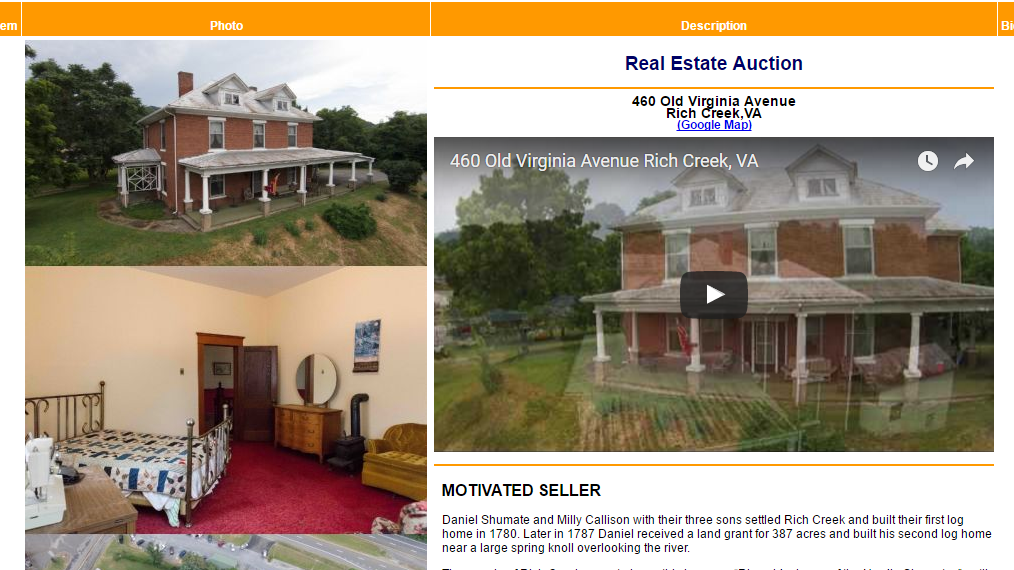 em
Photo
Description
Real Estate Auction
460 Old Virginia Avenue
Rich Creek,VA
(Google Map)
460 Old Virginia Avenue Rich Creek, VA
MOTIVATED SELLER
Daniel Shumate and Milly Callison with their three sons settled Rich Creek and built their first log
home in 1780. Later in 1787 Daniel received a land grant for 387 acres and built his second log home
near a large spring knoll overlooking the river.